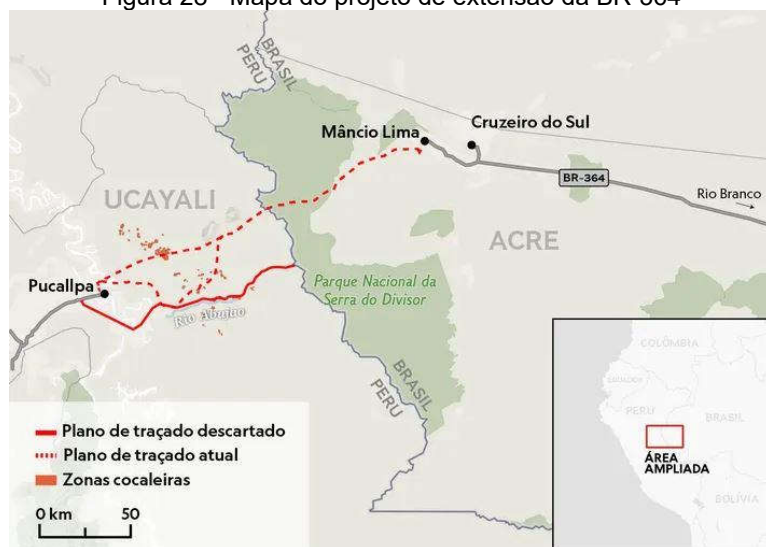 Figura 28 - Mapa do projeto de extensão da BR-364
BRASIL
PERU
Mâncio Lima
Cruzeiro do Sul
BR-364
Rio Branco
UCAYALI
ACRE
Pucallpa
Parque Nacional da
Serra do Divisor
Rio Abujao
BRASIL
PERU
Plano de traçado descartado
Plano de traçado atual
Zonas cocaleiras
0 km 50
COLÔMBIA
EQUADOR
PERU
BRASIL
BOLÍVIA
ÁREA
AMPLIADA